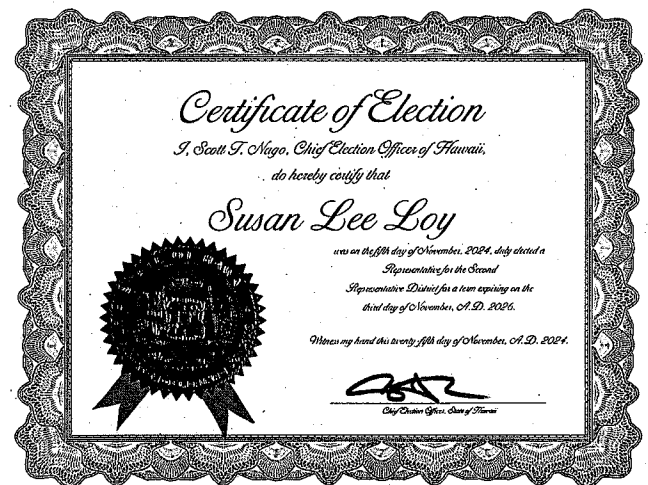 Certificate of Election
I, Scott T. Nago, Chief Election Officer of Hawaii,
do hereby certify that
Susan Lee Loy
was on the fifth day of November, 2024, duly elected a
Representative for the Second
Representative District for a term expiring on the
third day of November, A.D. 2026.
Witness my hand this twenty-fifth day of November, A.D. 2024.
Chief Election Officer, State of Hawaii